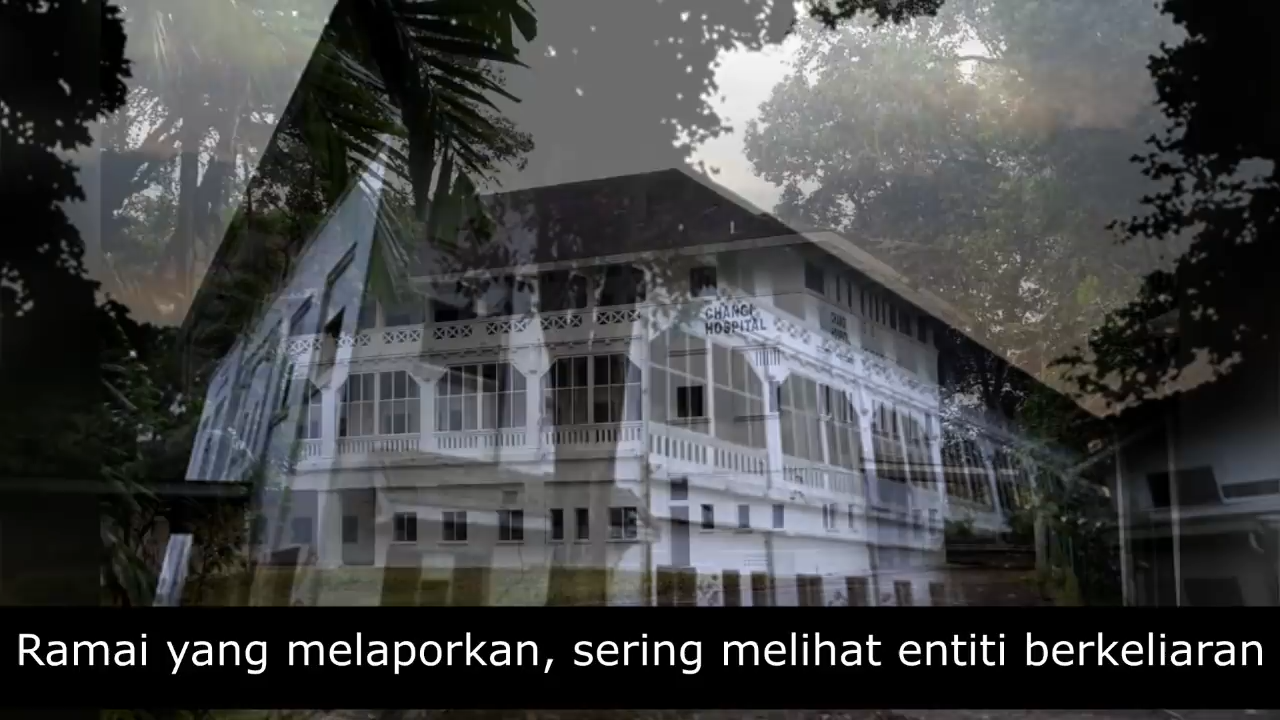 CHANGI
HOSPITAL
Ramai yang melaporkan, sering melihat entiti berkeliaran